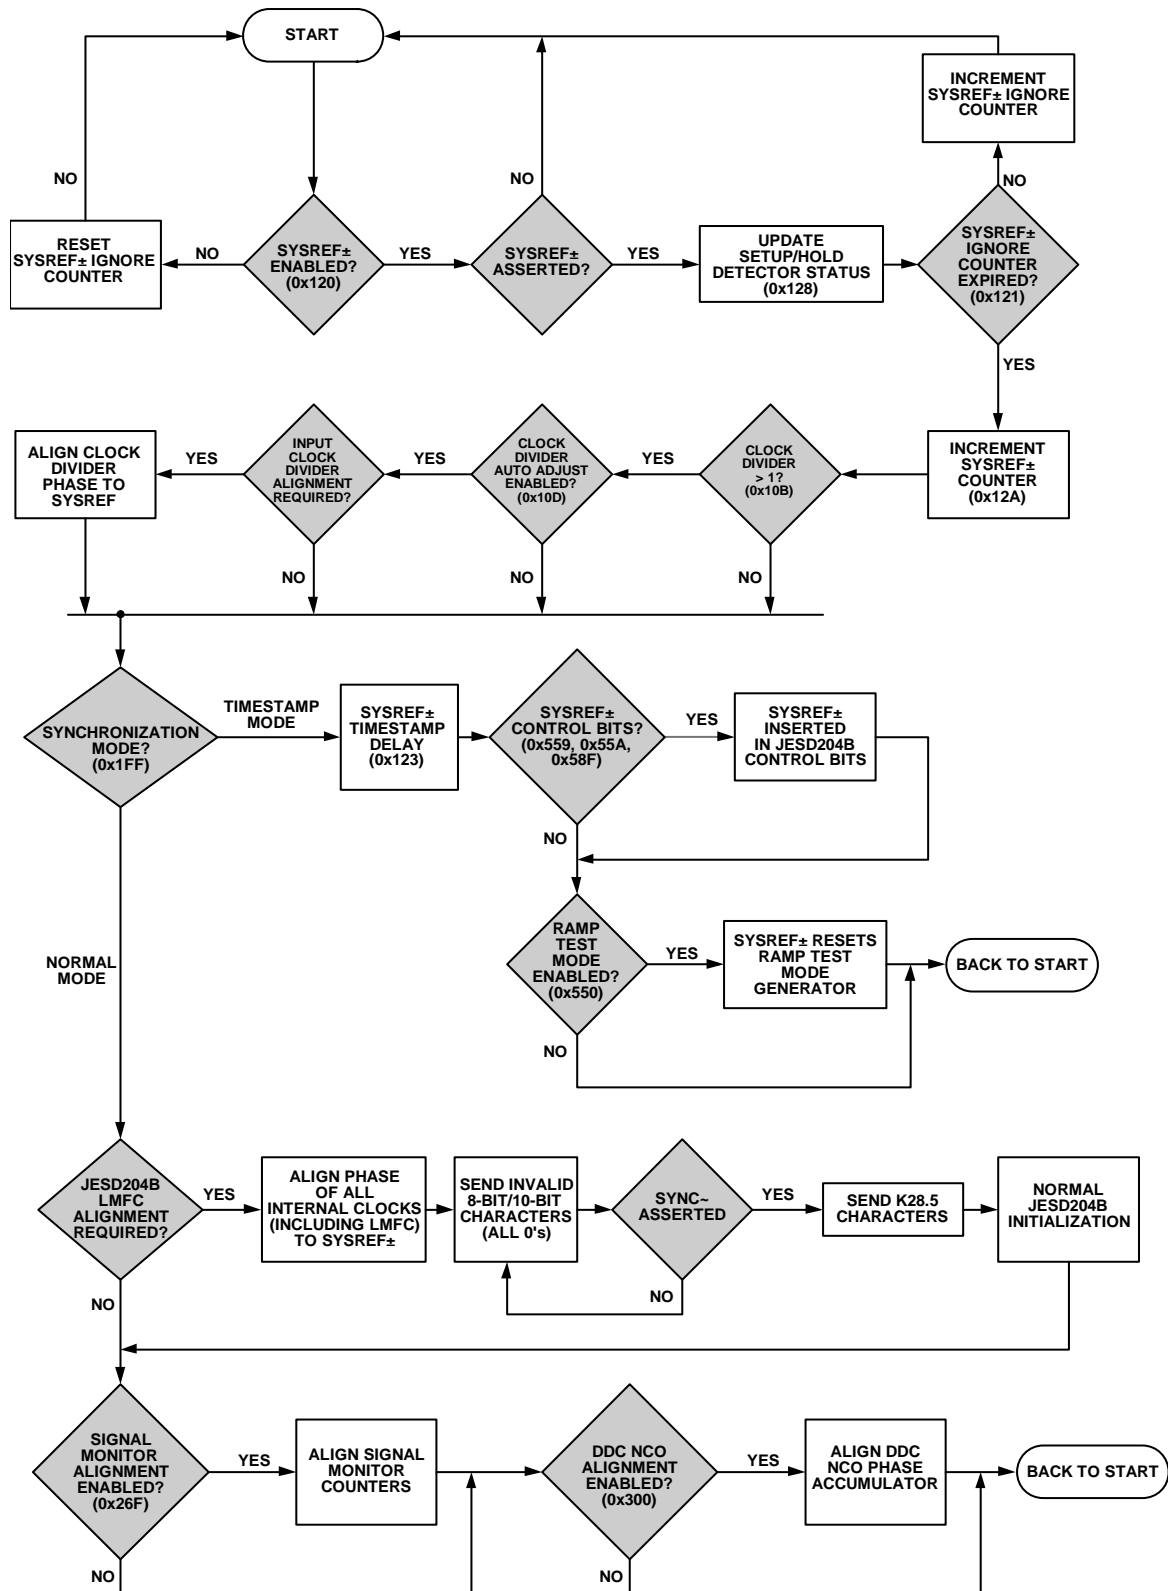 START
INCREMENT
SYSREF± IGNORE
COUNTER
NO
NO
NO
RESET
SYSREF± IGNORE
COUNTER
NO
SYSREF±
ENABLED?
(0x120)
YES
SYSREF±
ASSERTED?
YES
UPDATE
SETUP/HOLD
DETECTOR STATUS
(0x128)
SYSREF±
IGNORE
COUNTER
EXPIRED?
(0x121)
YES
ALIGN CLOCK
DIVIDER
PHASE TO
SYSREF
YES
INPUT
CLOCK
DIVIDER
ALIGNMENT
REQUIRED?
YES
CLOCK
DIVIDER
AUTO ADJUST
ENABLED?
(0x10D)
YES
CLOCK
DIVIDER
> 1?
(0x10B)
INCREMENT
SYSREF±
COUNTER
(0x12A)
NO
NO
NO
SYNCHRONIZATION
MODE?
(0x1FF)
TIMESTAMP
MODE
SYSREF±
TIMESTAMP
DELAY
(0x123)
SYSREF±
CONTROL BITS?
(0x559, 0x55A,
0x58F)
YES
SYSREF±
INSERTED
IN JESD204B
CONTROL BITS
NO
RAMP
TEST
MODE
ENABLED?
(0x550)
YES
SYSREF± RESETS
RAMP TEST
MODE
GENERATOR
BACK TO START
NO
NORMAL
MODE
JESD204B
LMFC
ALIGNMENT
REQUIRED?
YES
ALIGN PHASE
OF ALL
INTERNAL CLOCKS
(INCLUDING LMFC)
TO SYSREF±
SEND INVALID
8-BIT/10-BIT
CHARACTERS
(ALL 0's)
SYNC~
ASSERTED
YES
SEND K28.5
CHARACTERS
NORMAL
JESD204B
INITIALIZATION
NO
NO
SIGNAL
MONITOR
ALIGNMENT
ENABLED?
(0x26F)
YES
ALIGN SIGNAL
MONITOR
COUNTERS
DDC NCO
ALIGNMENT
ENABLED?
(0x300)
YES
ALIGN DDC
NCO PHASE
ACCUMULATOR
BACK TO START
NO
NO